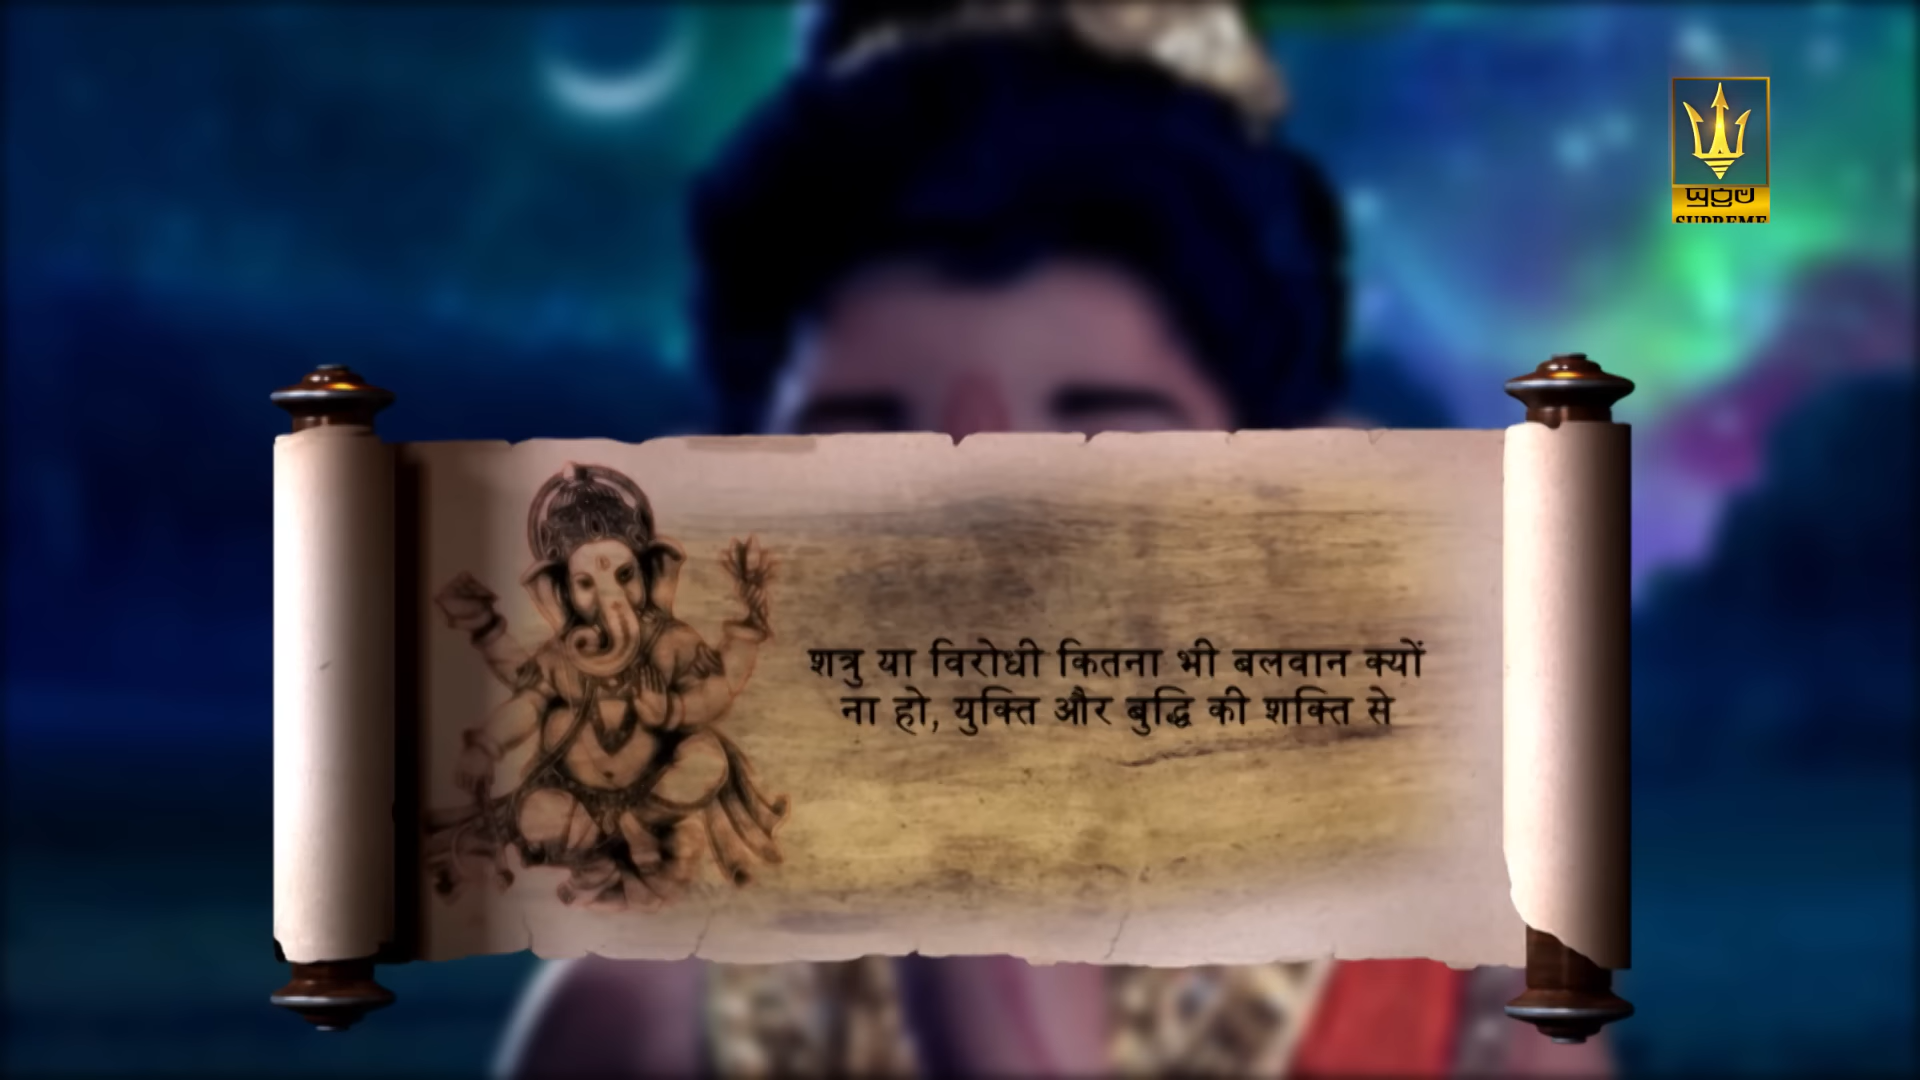 शत्रु या विरोधी कितना भी बलवान क्यों
ना हो, युक्ति और बुद्धि की शक्ति से
SUPREME